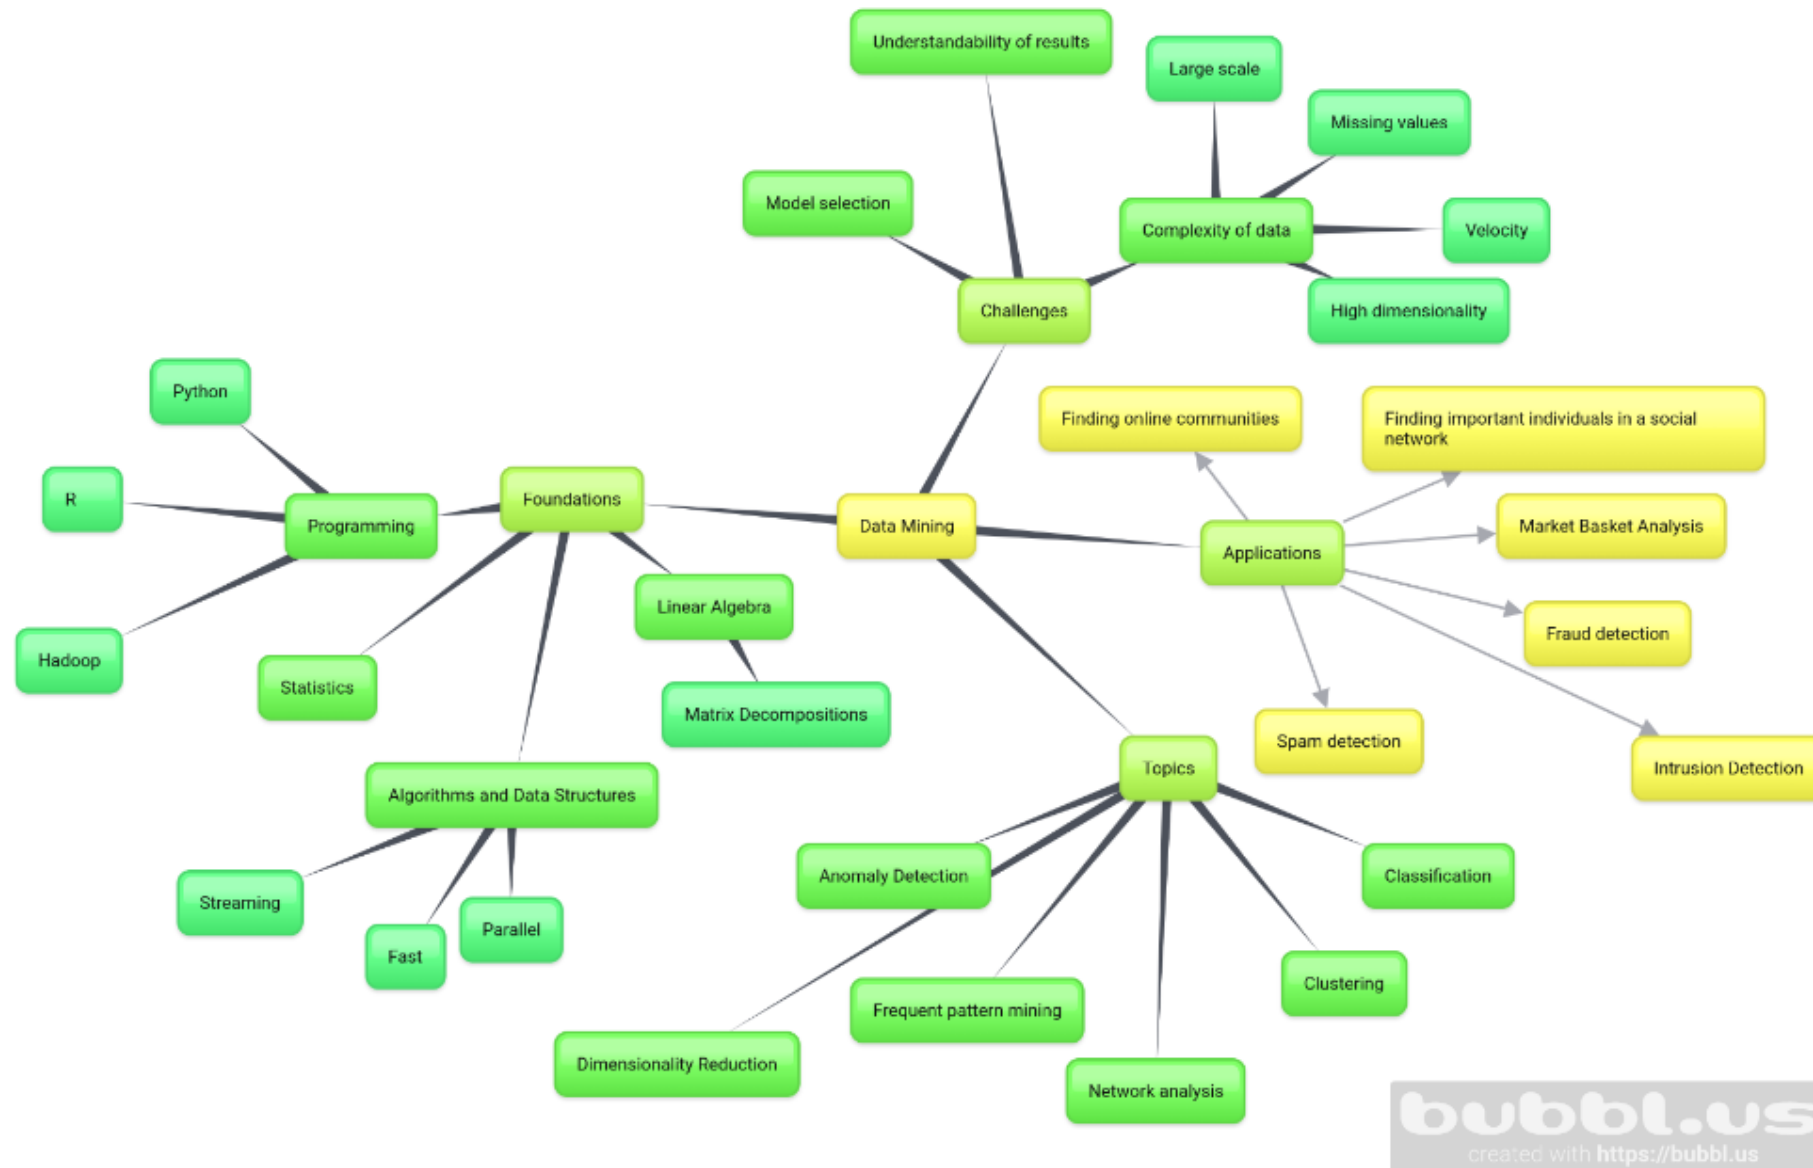 Understandability of results
Large scale
Missing values
Model selection
Complexity of data
Velocity
Challenges
High dimensionality
Python
Finding online communities
Finding important individuals in a social
network
R
Foundations
Programming
Data Mining
Market Basket Analysis
Applications
Linear Algebra
Fraud detection
Hadoop
Statistics
Matrix Decompositions
Spam detection
Topics
Intrusion Detection
Algorithms and Data Structures
Anomaly Detection
Classification
Streaming
Parallel
Fast
Clustering
Frequent pattern mining
Dimensionality Reduction
Network analysis
bubbl.us
created with https://bubbl.us